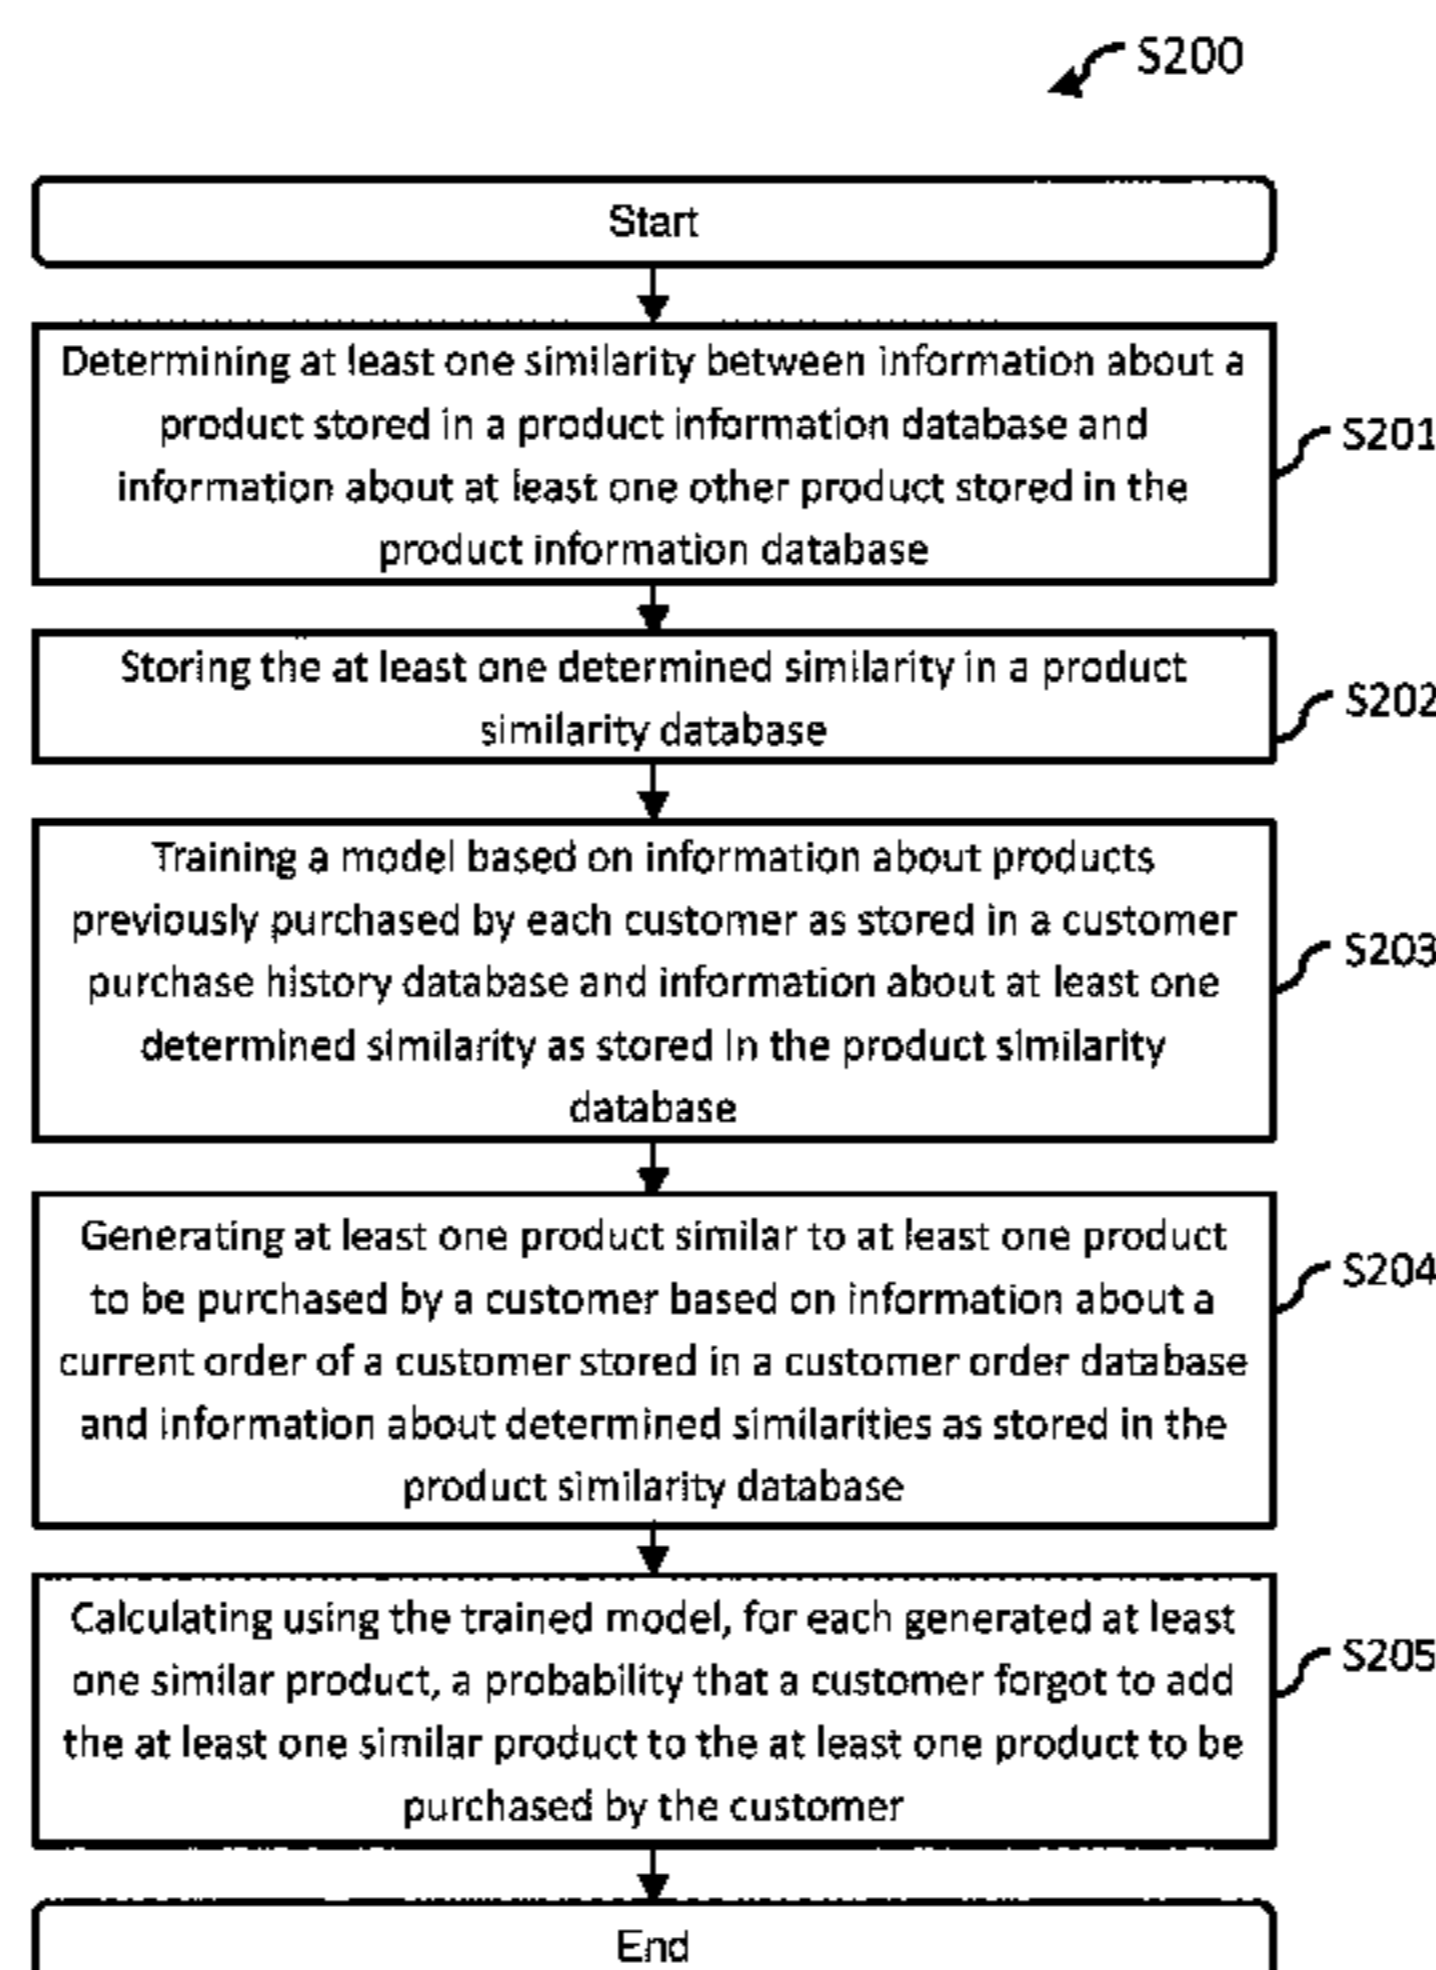 S200
Start
Determining at least one similarity between information about a
product stored in a product information database and
information about at least one other product stored in the
product information database
S201
Storing the at least one determined similarity in a product
similarity database
S202
Training a model based on information about products
previously purchased by each customer as stored in a customer
purchase history database and information about at least one
determined similarity as stored in the product similarity
database
S203
Generating at least one product similar to at least one product
to be purchased by a customer based on information about a
current order of a customer stored in a customer order database
and information about determined similarities as stored in the
product similarity database
S204
Calculating using the trained model, for each generated at least
one similar product, a probability that a customer forgot to add
the at least one similar product to the at least one product to be
purchased by the customer
S205
End